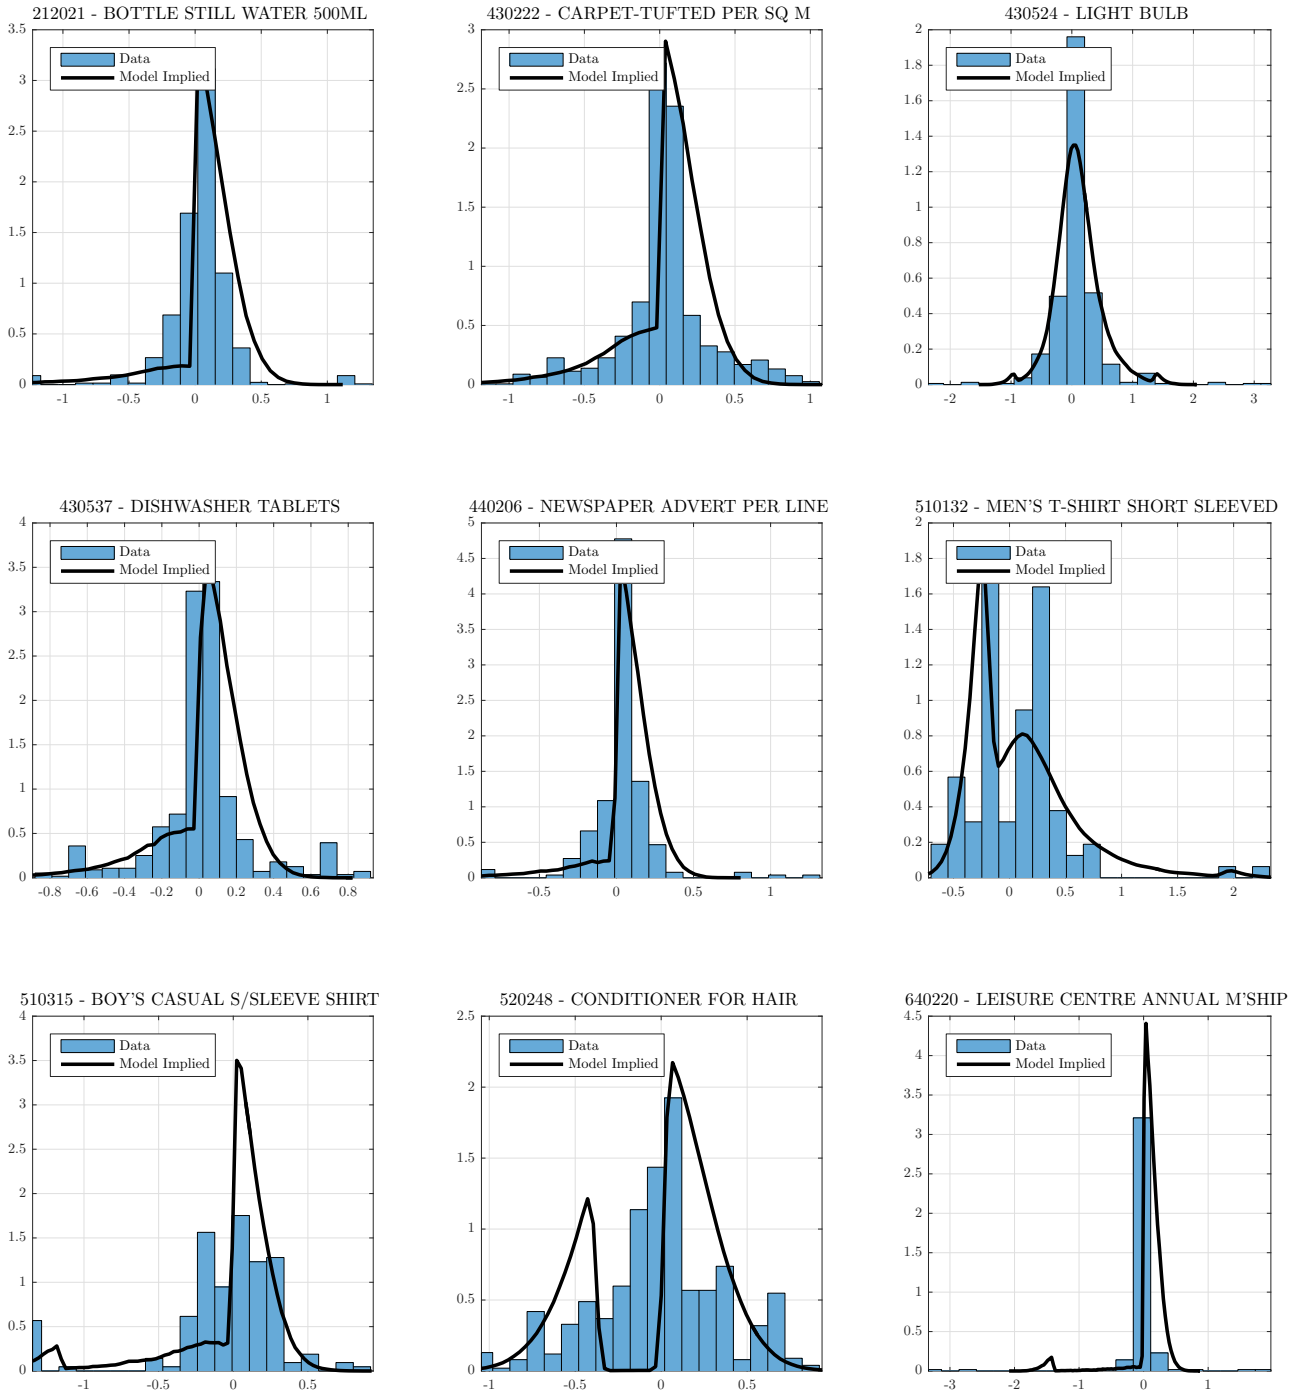 212021 - BOTTLE STILL WATER 500ML
3.5
3
2.5
2
1.5
1
0.5
0
-1 -0.5 0 0.5 1
Data
Model Implied
430222 - CARPET-TUFTED PER SQ M
3
2.5
2
1.5
1
0.5
0
-1 -0.5 0 0.5 1
Data
Model Implied
430524 - LIGHT BULB
2
1.8
1.6
1.4
1.2
1
0.8
0.6
0.4
0.2
0
-2 -1 0 1 2 3
Data
Model Implied
430537 - DISHWASHER TABLETS
4
3.5
3
2.5
2
1.5
1
0.5
0
-0.8 -0.6 -0.4 -0.2 0 0.2 0.4 0.6 0.8
Data
Model Implied
440206 - NEWSPAPER ADVERT PER LINE
5
4.5
4
3.5
3
2.5
2
1.5
1
0.5
0
-0.5 0 0.5 1
Data
Model Implied
510132 - MEN'S T-SHIRT SHORT SLEEVED
2
1.8
1.6
1.4
1.2
1
0.8
0.6
0.4
0.2
0
-0.5 0 0.5 1 1.5 2
Data
Model Implied
510315 - BOY'S CASUAL S/SLEEVE SHIRT
4
3.5
3
2.5
2
1.5
1
0.5
0
-1 -0.5 0 0.5
Data
Model Implied
520248 - CONDITIONER FOR HAIR
2.5
2
1.5
1
0.5
0
-1 -0.5 0 0.5
Data
Model Implied
640220 - LEISURE CENTRE ANNUAL M'SHIP
4.5
4
3.5
3
2.5
2
1.5
1
0.5
0
-3 -2 -1 0 1
Data
Model Implied